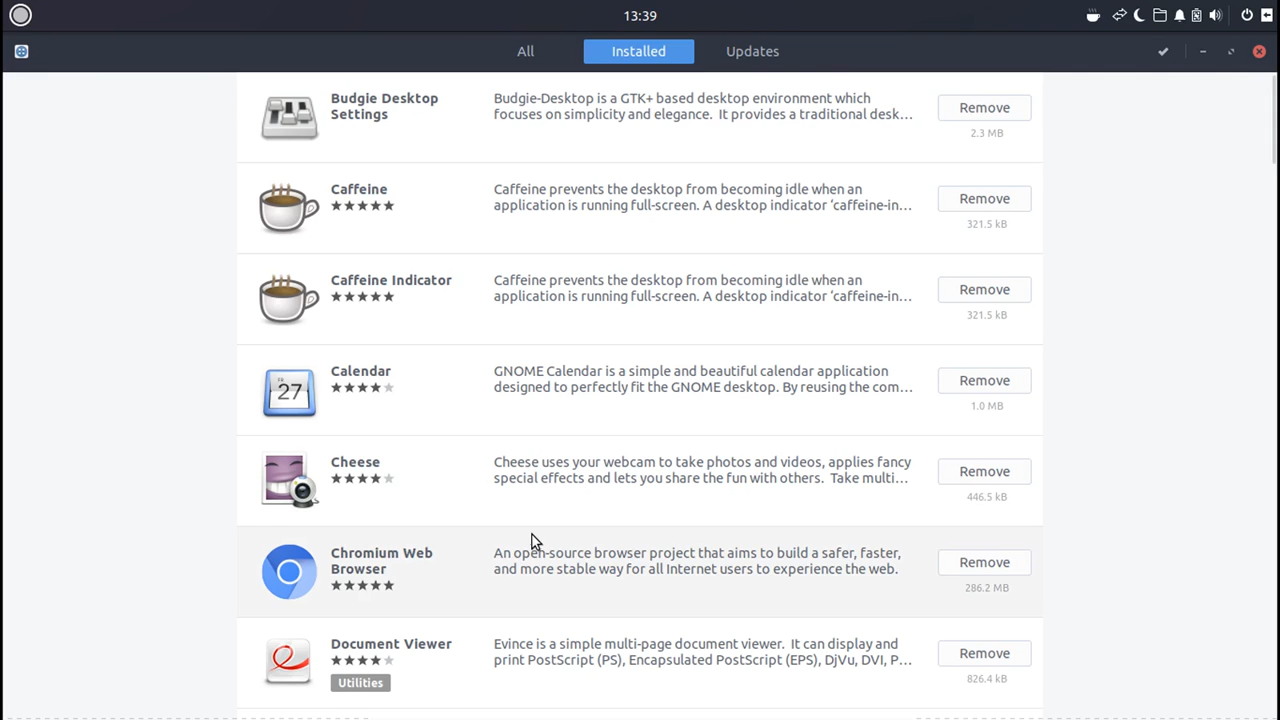 13:39
All Installed Updates
Budgie Desktop
Settings
Budgie-Desktop is a GTK+ based desktop environment which
focuses on simplicity and elegance. It provides a traditional desk…
Remove
2.3 MB
Caffeine
Caffeine prevents the desktop from becoming idle when an
application is running full-screen. A desktop indicator ‘caffeine-in…
Remove
321.5 kB
Caffeine Indicator
Caffeine prevents the desktop from becoming idle when an
application is running full-screen. A desktop indicator ‘caffeine-in…
Remove
321.5 kB
27
Calendar
GNOME Calendar is a simple and beautiful calendar application
designed to perfectly fit the GNOME desktop. By reusing the com…
Remove
1.0 MB
Cheese
Cheese uses your webcam to take photos and videos, applies fancy
special effects and lets you share the fun with others. Take multi…
Remove
446.5 kB
Chromium Web
Browser
An open-source browser project that aims to build a safer, faster,
and more stable way for all Internet users to experience the web.
Remove
286.2 MB
Document Viewer
Utilities
Evince is a simple multi-page document viewer. It can display and
print PostScript (PS), Encapsulated PostScript (EPS), DjVu, DVI, P…
Remove
826.4 kB